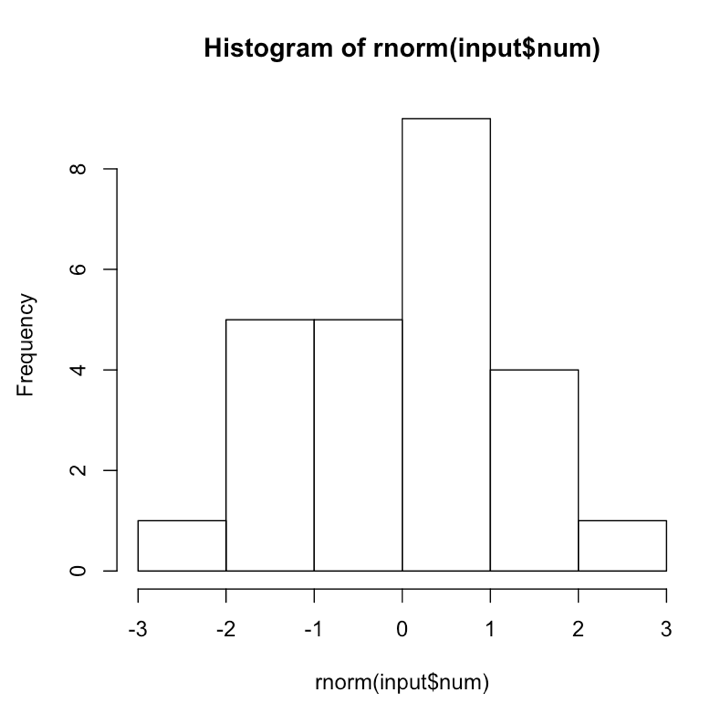 Histogram of rnorm(input$num)
Frequency
8
6
4
2
0
-3 -2 -1 0 1 2 3
rnorm(input$num)